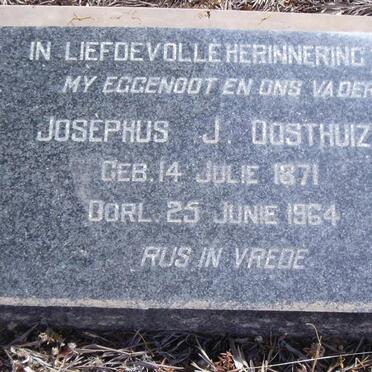 IN LIEFDEVOLLE HERINNERING
MY EGGENOOT EN ONS VADER
JOSEPHUS J. OOSTHUIZ
GEB. 14 JULIE 1871
OORL. 25 JUNIE 1964
RUS IN VREDE